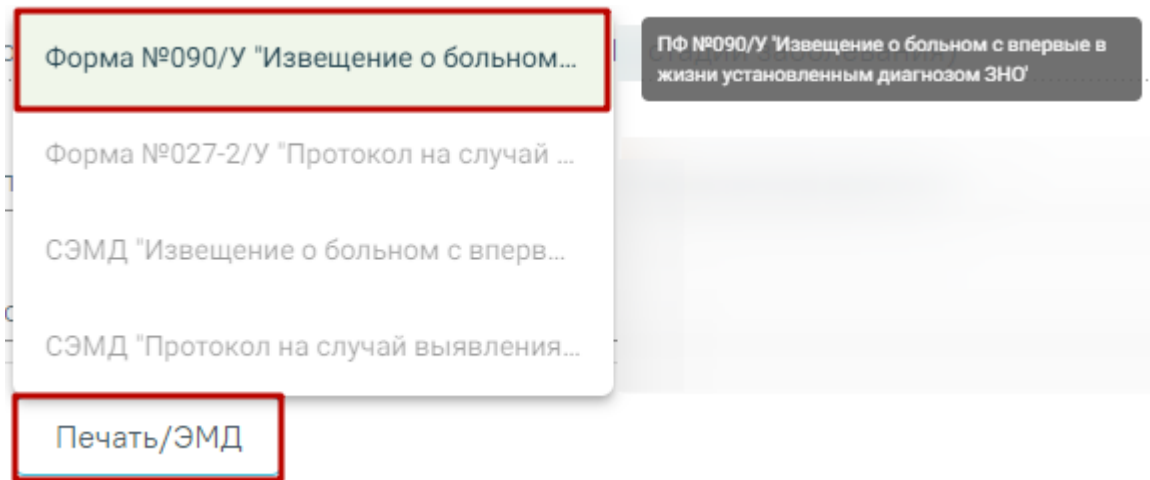 Форма №090/У "Извещение о больном...
ПФ №090/У 'Извещение о больном с впервые в
жизни установленным диагнозом ЗНО'
Форма №027-2/У "Протокол на случай ...
СЭМД "Извещение о больном с вперв...
СЭМД "Протокол на случай выявления...
Печать/ЭМД